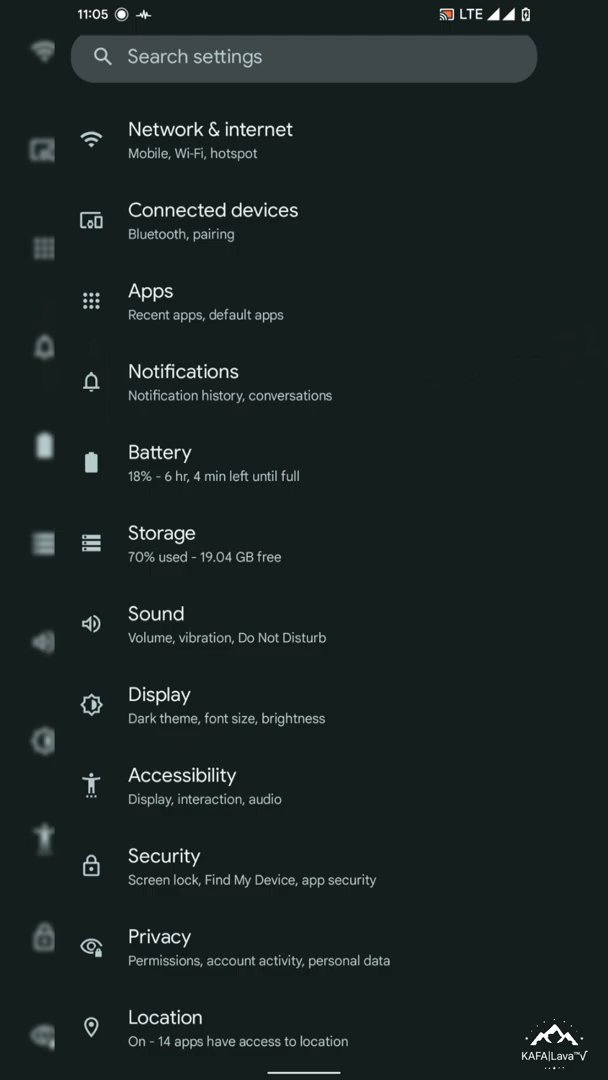 11:05 LTE
Search settings
Network & internet
Mobile, Wi-Fi, hotspot
Connected devices
Bluetooth, pairing
Apps
Recent apps, default apps
Notifications
Notification history, conversations
Battery
18% - 6 hr, 4 min left until full
Storage
70% used - 19.04 GB free
Sound
Volume, vibration, Do Not Disturb
Display
Dark theme, font size, brightness
Accessibility
Display, interaction, audio
Security
Screen lock, Find My Device, app security
Privacy
Permissions, account activity, personal data
Location
On - 14 apps have access to location
KAFA|Lava™√